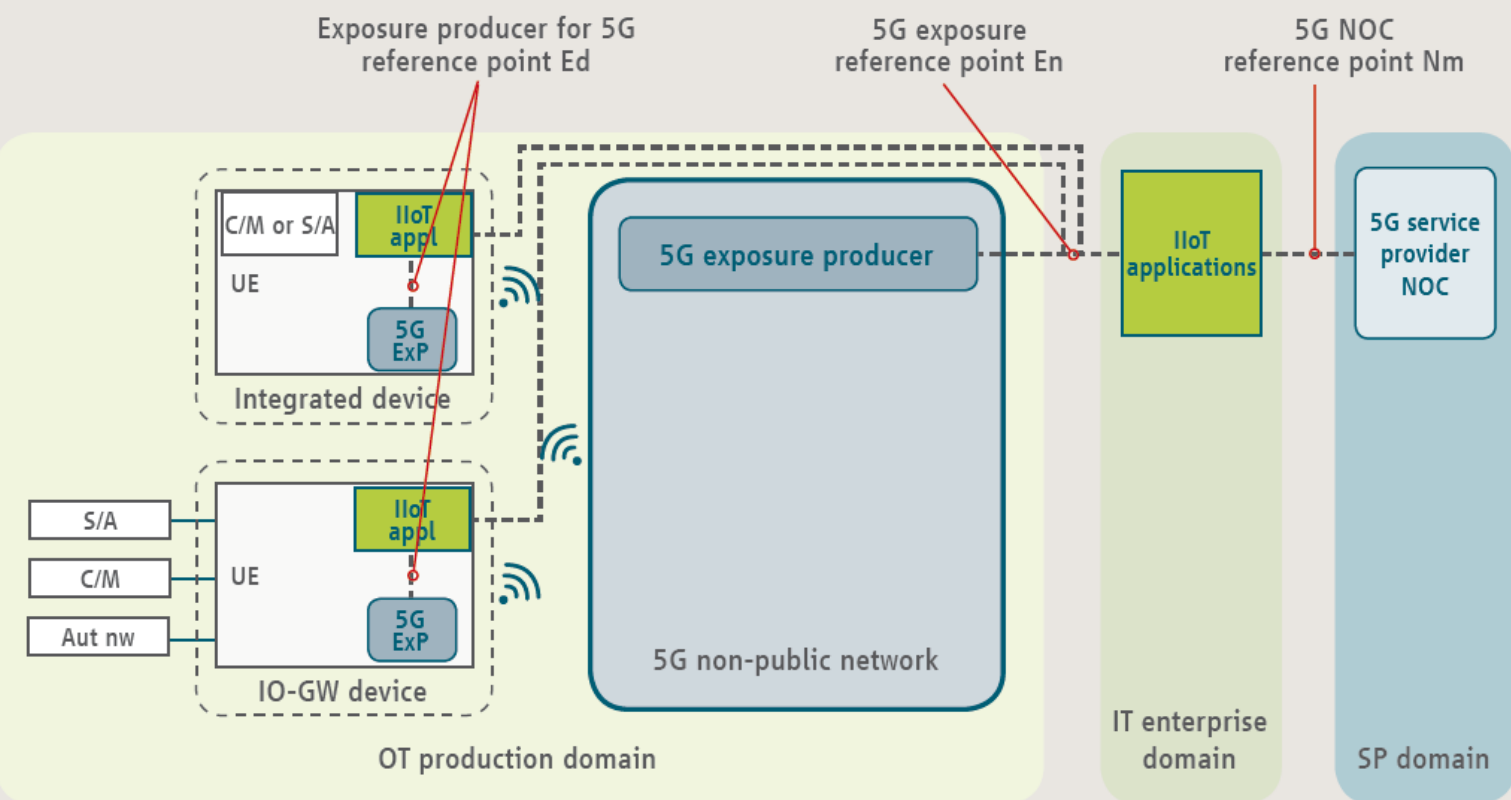 Exposure producer for 5G
reference point Ed
5G exposure
reference point En
5G NOC
reference point Nm
C/M or S/A
IIoT
appl
UE
5G
ExP
Integrated device
S/A
C/M
Aut nw
IIoT
appl
UE
5G
ExP
IO-GW device
5G exposure producer
5G non-public network
OT production domain
IIoT
applications
IT enterprise
domain
5G service
provider
NOC
SP domain